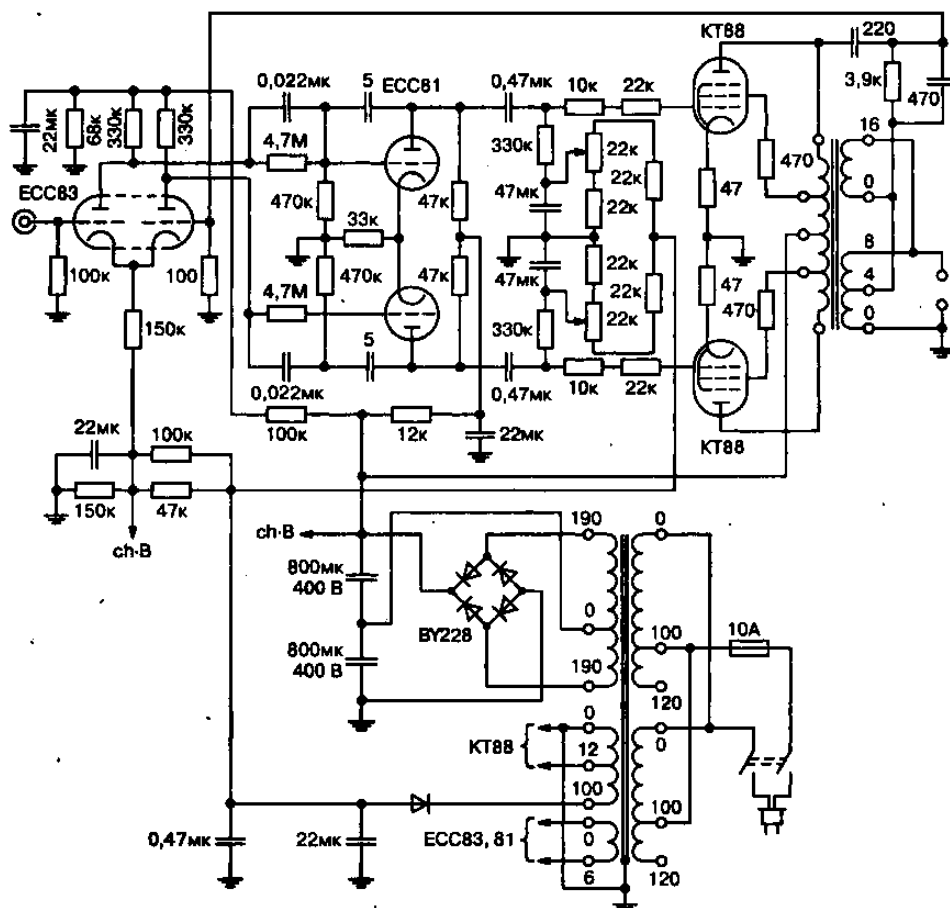 KT88
220
3,9к
470
0,022мк
5
ECC81
0,47мк
10к
22к
22мк
68к
330к
330к
4,7М
330к
22к
22к
47мк
22к
16
0
470
47
ECC83
470к
47к
33к
100к
100
470к
47к
47мк
22к
22к
22к
8
4
0
4,7М
150к
5
330к
47
470
0,022мк
0,47мк
10к
22к
100к
12к
22мк
KT88
22мк
100к
150к
47к
ch·B
ch·B
190
0
800мк
400 В
BY228
0
100
10А
800мк
400 В
190
120
0
0
KT88
12
100
100
ECC83, 81
0
6
120
0,47мк
22мк